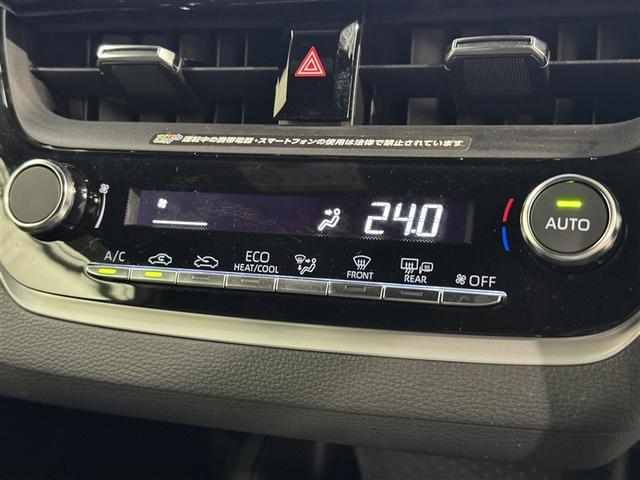 運転中の携帯電話・スマートフォンの使用は法律で禁止されています。
24.0
AUTO
A/C
ECO
HEAT/COOL
FRONT
REAR
OFF